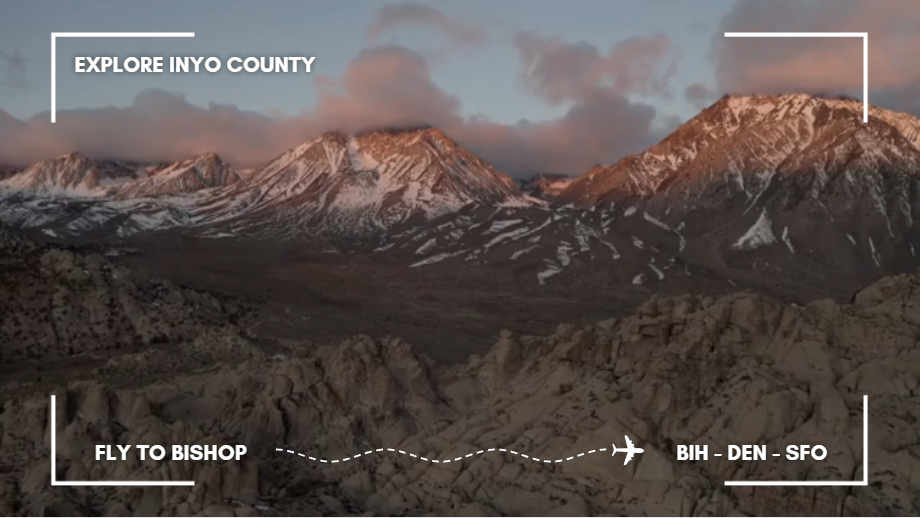 EXPLORE INYO COUNTY
FLY TO BISHOP
BIH - DEN - SFO